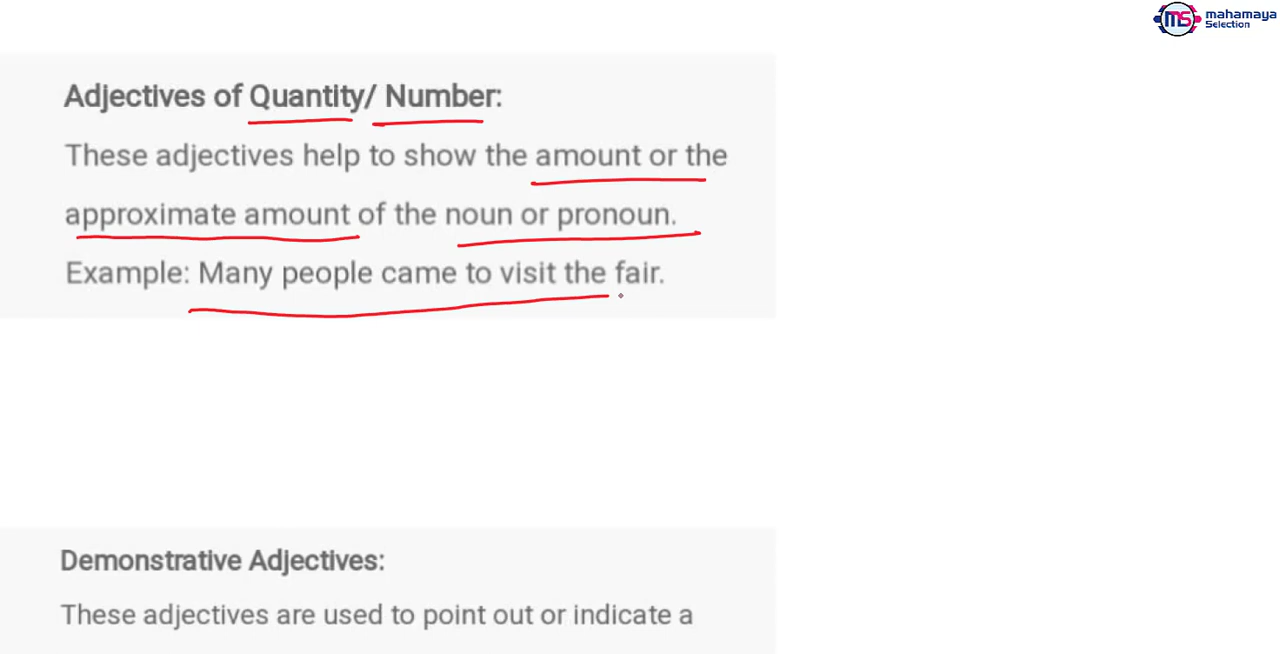 mahamaya
Selection
Adjectives of Quantity/ Number:
These adjectives help to show the amount or the
approximate amount of the noun or pronoun.
Example: Many people came to visit the fair.
Demonstrative Adjectives:
These adjectives are used to point out or indicate a